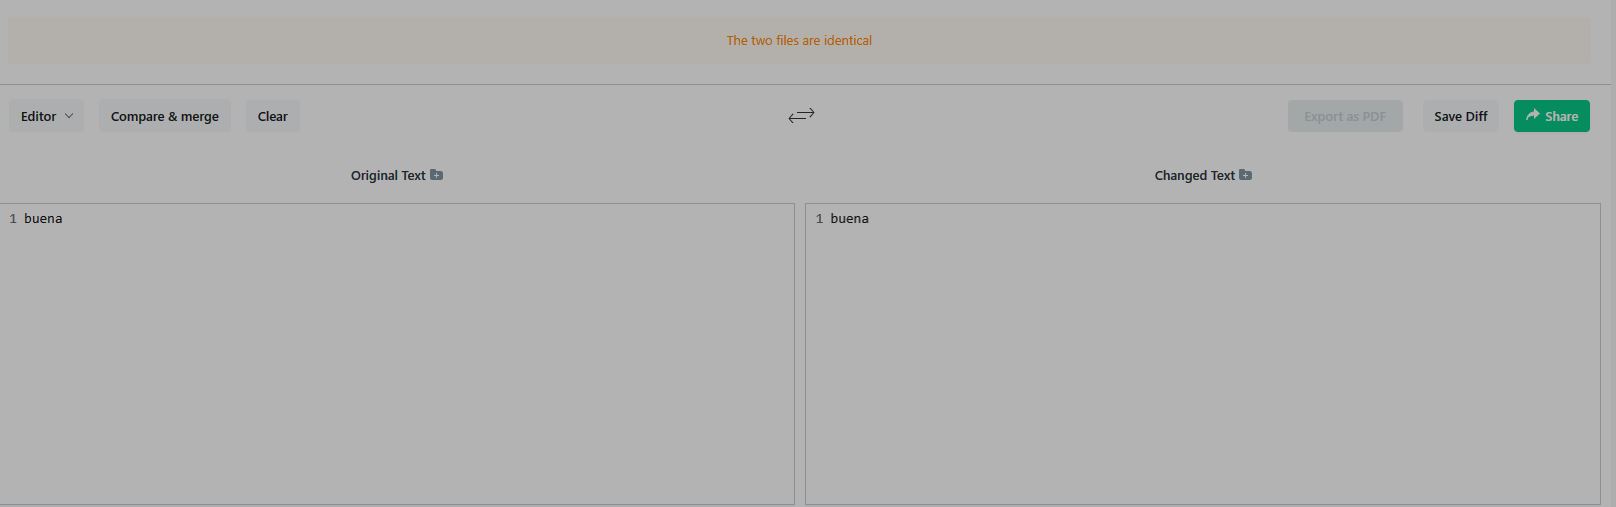 The two files are identical
Editor
Compare & merge
Clear
Export as PDF
Save Diff
Share
Original Text
Changed Text
1 buena
1 buena